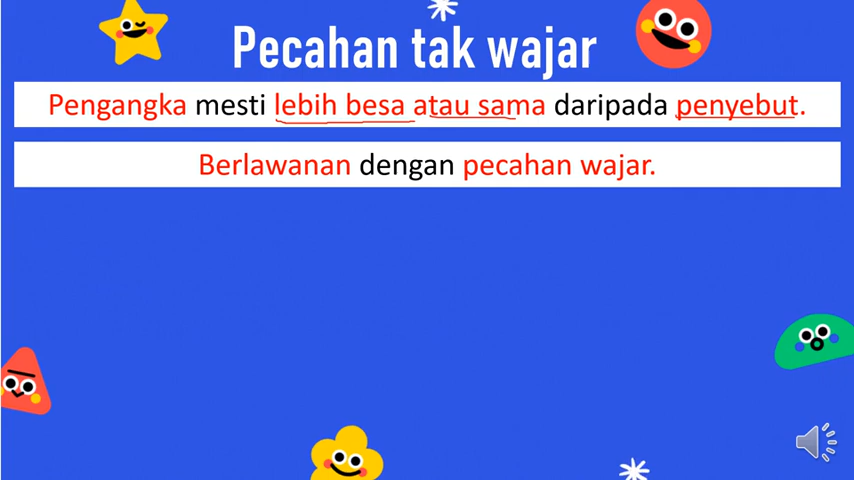 Pecahan tak wajar
Pengangka mesti lebih besa atau sama daripada penyebut.
Berlawanan dengan pecahan wajar.